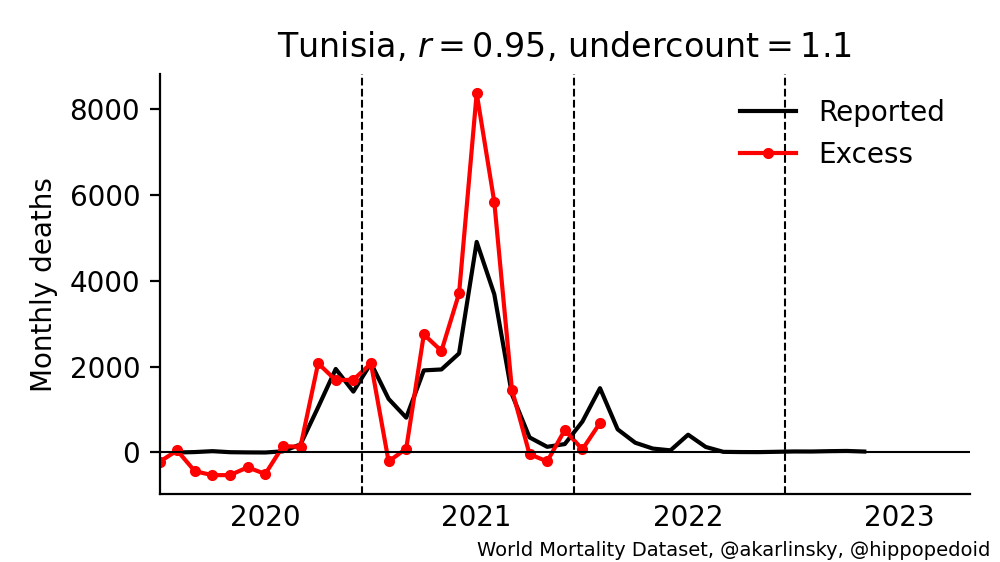 Tunisia, r = 0.95, undercount = 1.1
Monthly deaths
8000
6000
4000
2000
0
Reported
Excess
2020 2021 2022 2023
World Mortality Dataset, @akarlinsky, @hippopedoid